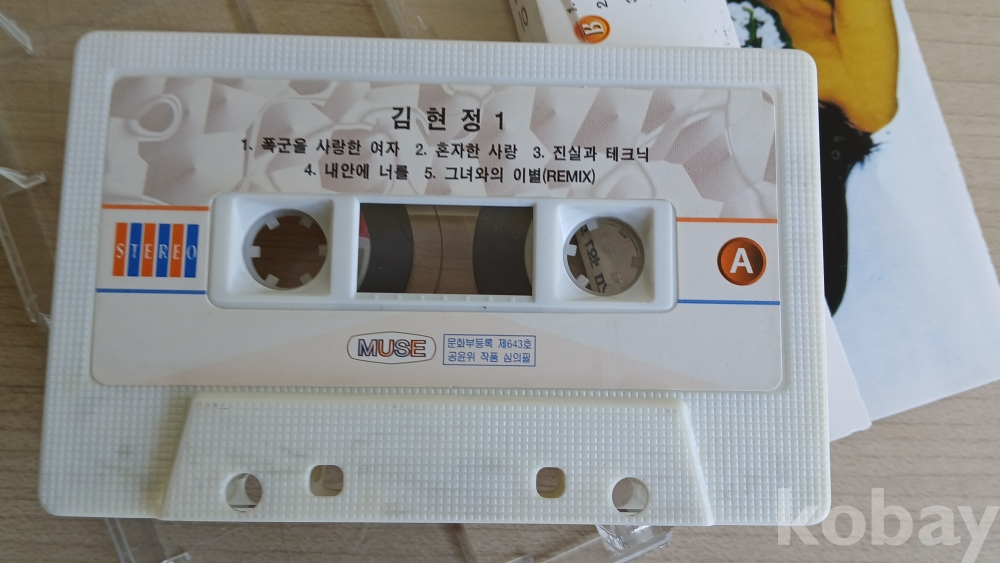 김현정 1
1. 폭군을 사랑한 여자 2. 혼자한 사랑 3. 진실과 테크닉
4. 내안에 너를 5. 그녀와의 이별(REMIX)
STEREO
A
MUSE
문화부등록 제643호
공윤위 작품 심의필
B
kobay